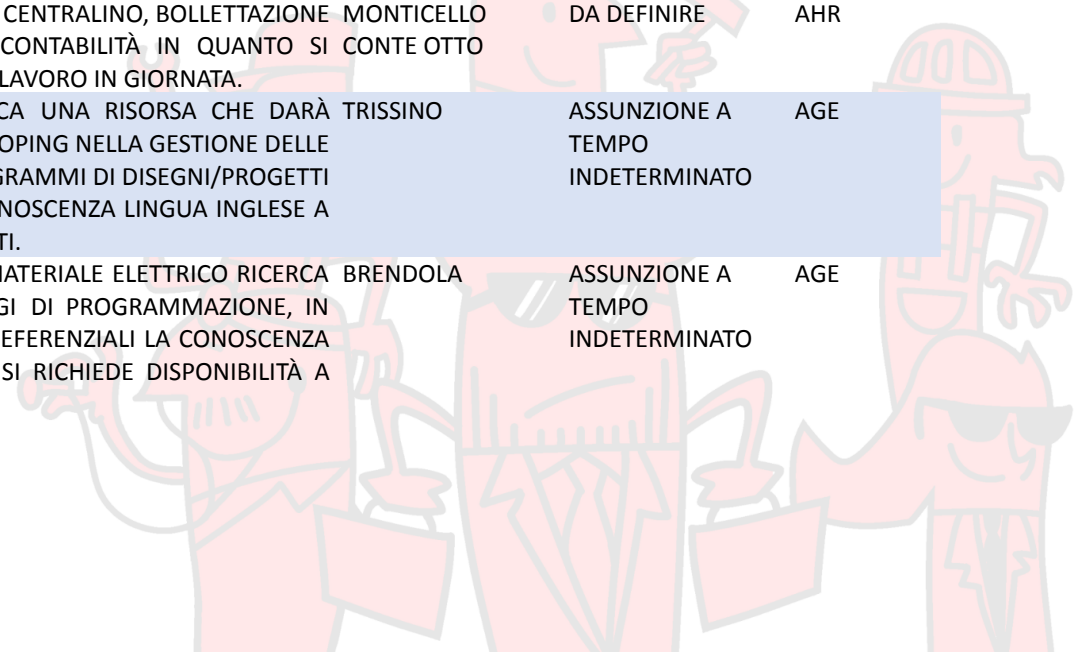 CENTRALINO, BOLLETTAZIONE MONTICELLO DA DEFINIRE AHR
CONTABILITÀ IN QUANTO SI CONTE OTTO
LAVORO IN GIORNATA.
CA UNA RISORSA CHE DARÀ TRISSINO ASSUNZIONE A AGE
OPING NELLA GESTIONE DELLE TEMPO
GRAMMI DI DISEGNI/PROGETTI INDETERMINATO
NOSCENZA LINGUA INGLESE A
TI.
MATERIALE ELETTRICO RICERCA BRENDOLA ASSUNZIONE A AGE
GI DI PROGRAMMAZIONE, IN TEMPO
EFERENZIALI LA CONOSCENZA INDETERMINATO
SI RICHIEDE DISPONIBILITÀ A